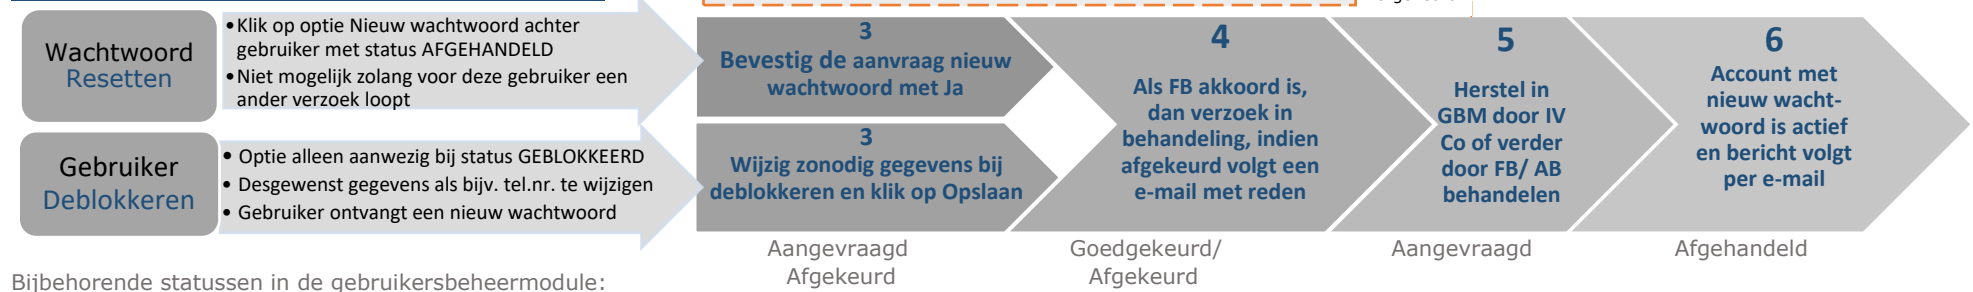 Wachtwoord
Resetten
•Klik op optie Nieuw wachtwoord achter
gebruiker met status AFGEHANDELD
•Niet mogelijk zolang voor deze gebruiker een
ander verzoek loopt
3
Bevestig de aanvraag nieuw
wachtwoord met Ja
Gebruiker
Deblokkeren
• Optie alleen aanwezig bij status GEBLOKKEERD
• Desgewenst gegevens als bijv. tel.nr. te wijzigen
• Gebruiker ontvangt een nieuw wachtwoord
3
Wijzig zonodig gegevens bij
deblokkeren en klik op Opslaan
4
Als FB akkoord is,
dan verzoek in
behandeling, indien
afgekeurd volgt een
e-mail met reden
5
Herstel in
GBM door IV
Co of verder
door FB/ AB
behandelen
6
Account met
nieuw wacht-
woord is actief
en bericht volgt
per e-mail
Aangevraagd
Afgekeurd
Goedgekeurd/
Afgekeurd
Aangevraagd
Afgehandeld
Bijbehorende statussen in de gebruikersbeheermodule: